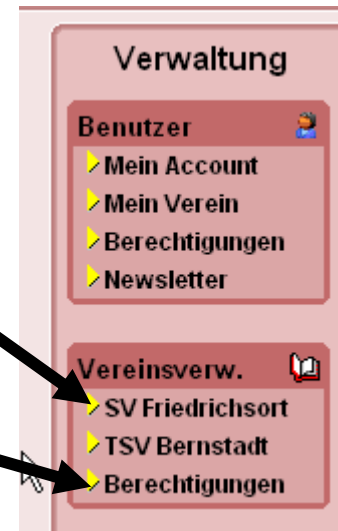 Verwaltung
Benutzer
Mein Account
Mein Verein
Berechtigungen
Newsletter
Vereinsverw.
SV Friedrichsort
TSV Bernstadt
Berechtigungen